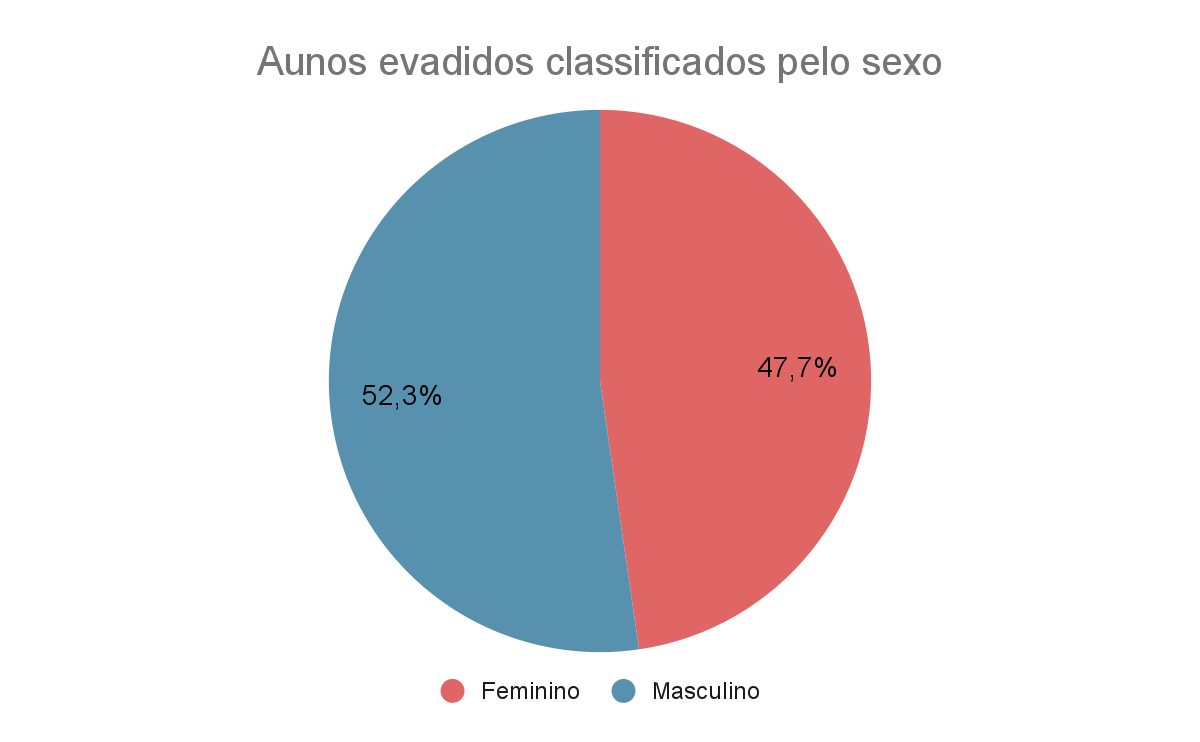 Aunos evadidos classificados pelo sexo
47,7%
52,3%
Feminino
Masculino